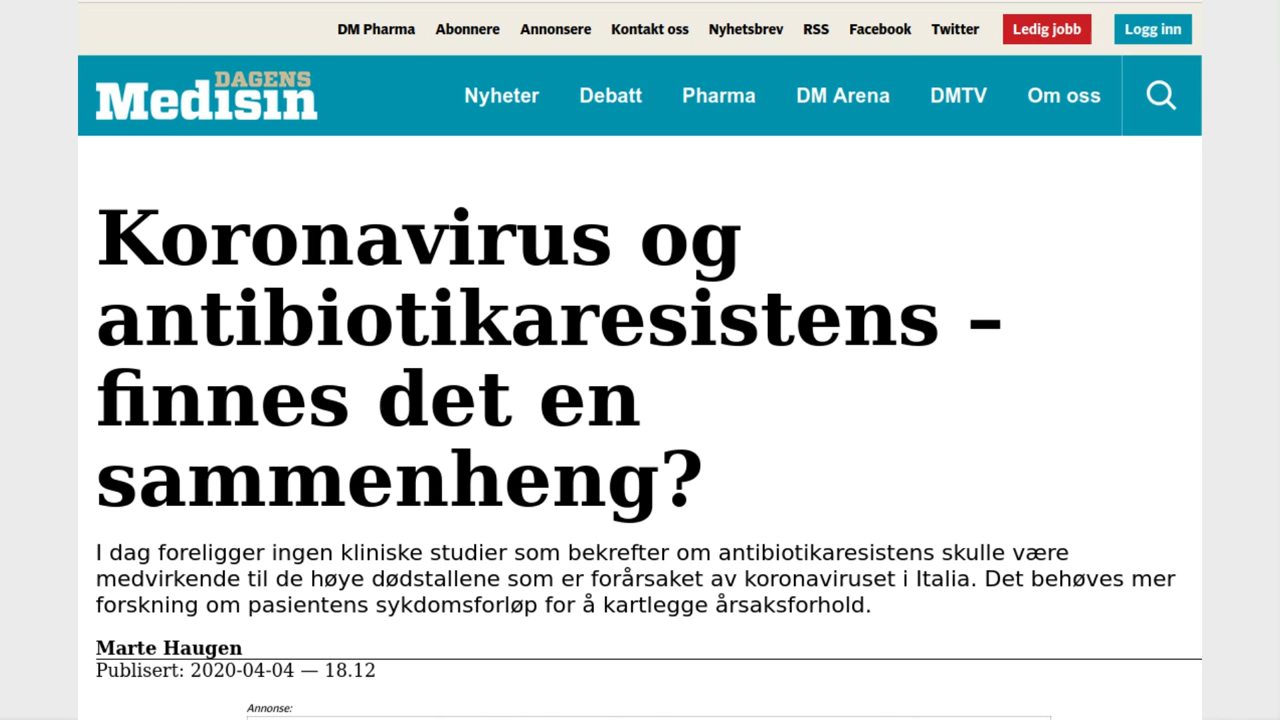 DM Pharma Abonnere Annonsere Kontakt oss Nyhetsbrev RSS Facebook Twitter Ledig jobb Logg inn
DAGENS
Medisin
Nyheter Debatt Pharma DM Arena DMTV Om oss
Koronavirus og
antibiotikaresistens –
finnes det en
sammenheng?
I dag foreligger ingen kliniske studier som bekrefter om antibiotikaresistens skulle være
medvirkende til de høye dødstallene som er forårsaket av koronaviruset i Italia. Det behøves mer
forskning om pasientens sykdomsforløp for å kartlegge årsaksforhold.
Marte Haugen
Publisert: 2020-04-04 — 18.12
Annonse: